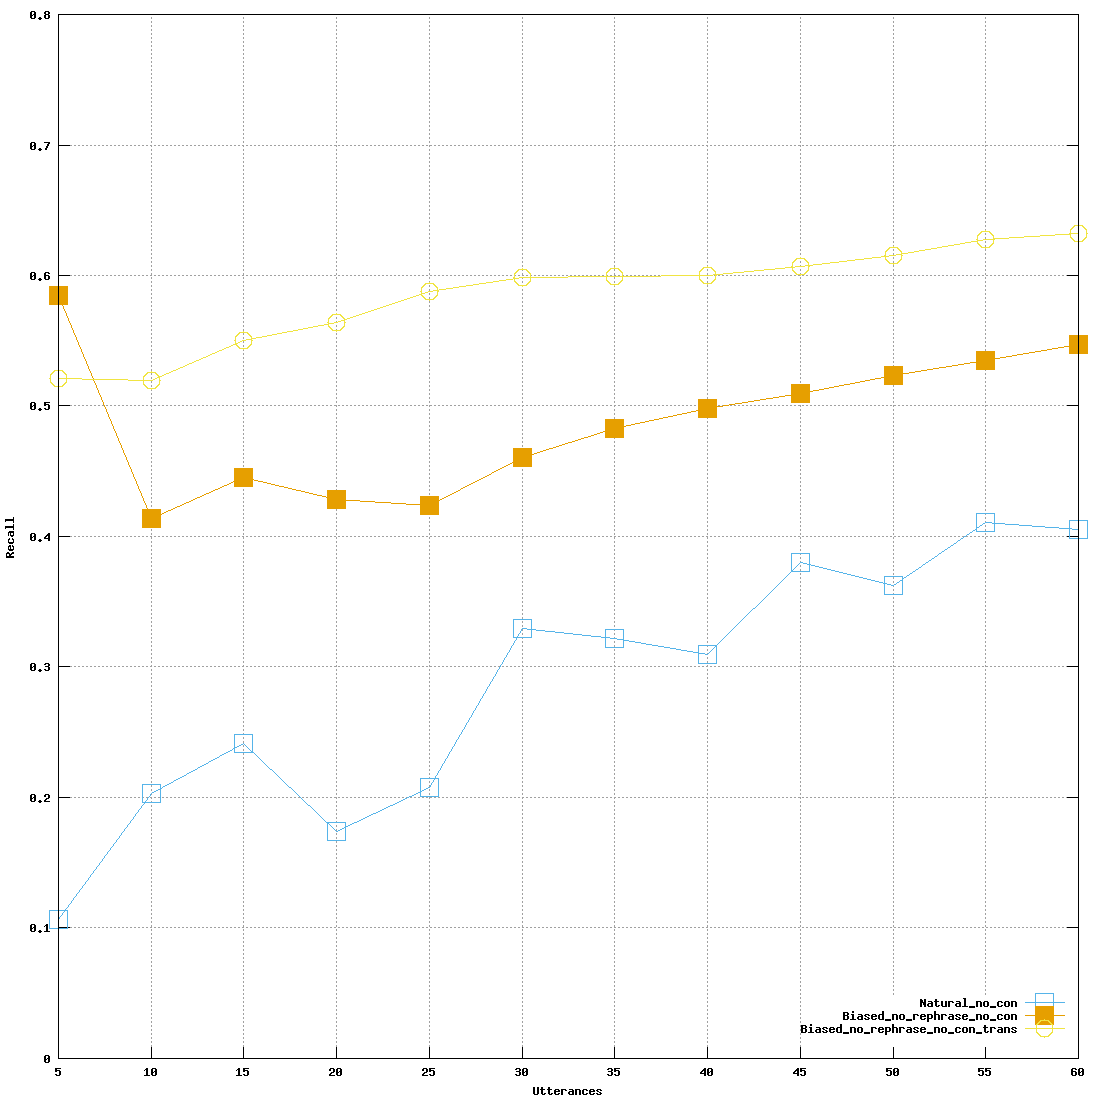 0.8
0.7
0.6
0.5
0.4
0.3
0.2
0.1
0
Recall
Natural_no_con
Biased_no_rephrase_no_con
Biased_no_rephrase_no_con_trans
5 10 15 20 25 30 35 40 45 50 55 60
Utterances